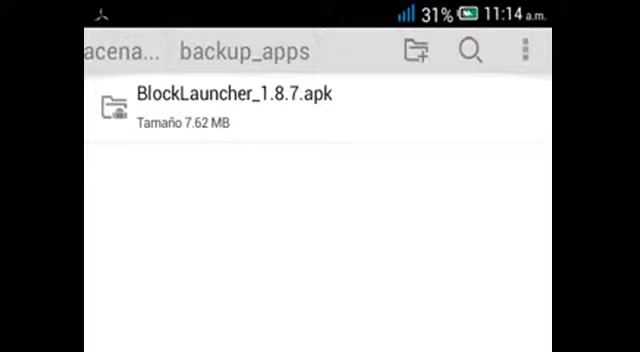 31% 11:14 a.m.
acena... backup_apps
BlockLauncher_1.8.7.apk
Tamaño 7.62 MB